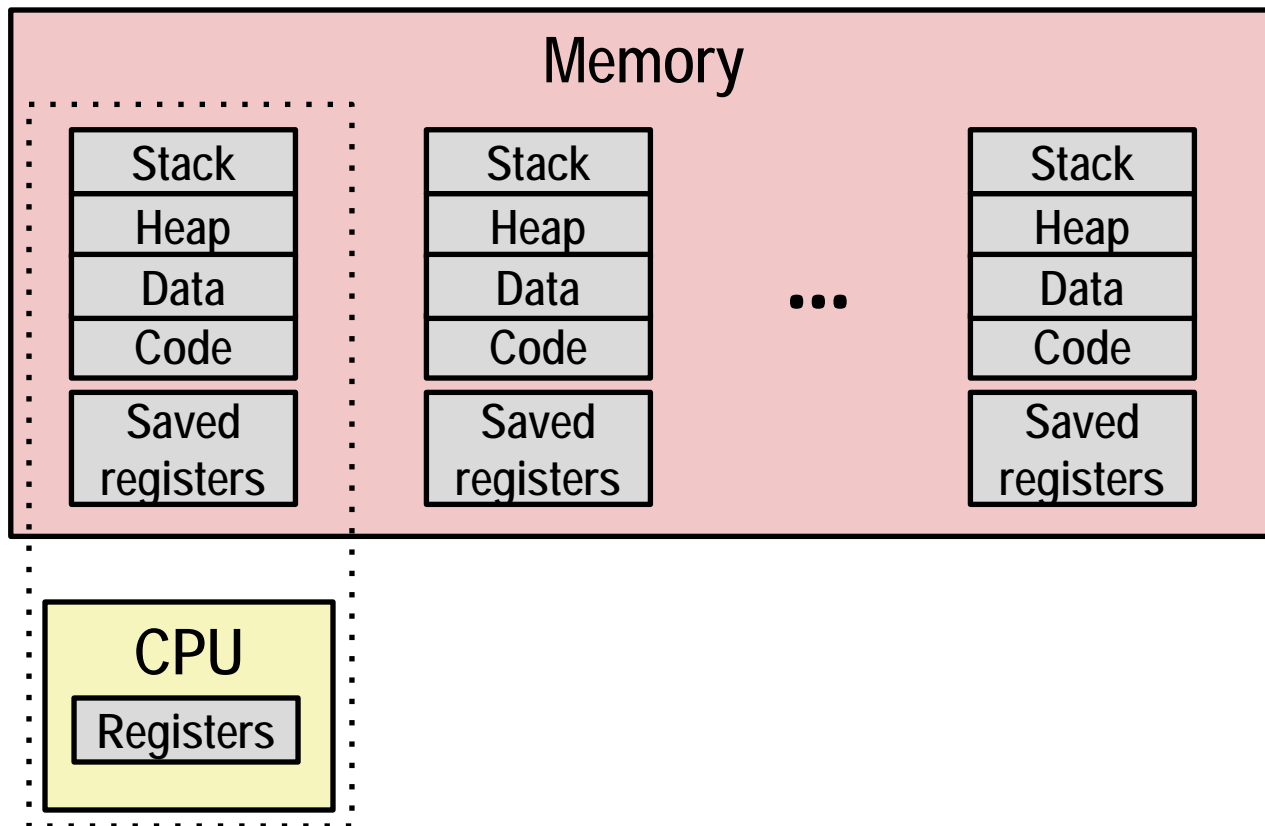 Memory
Stack
Heap
Data
Code
Saved
registers
Stack
Heap
Data
Code
Saved
registers
...
Stack
Heap
Data
Code
Saved
registers
CPU
Registers